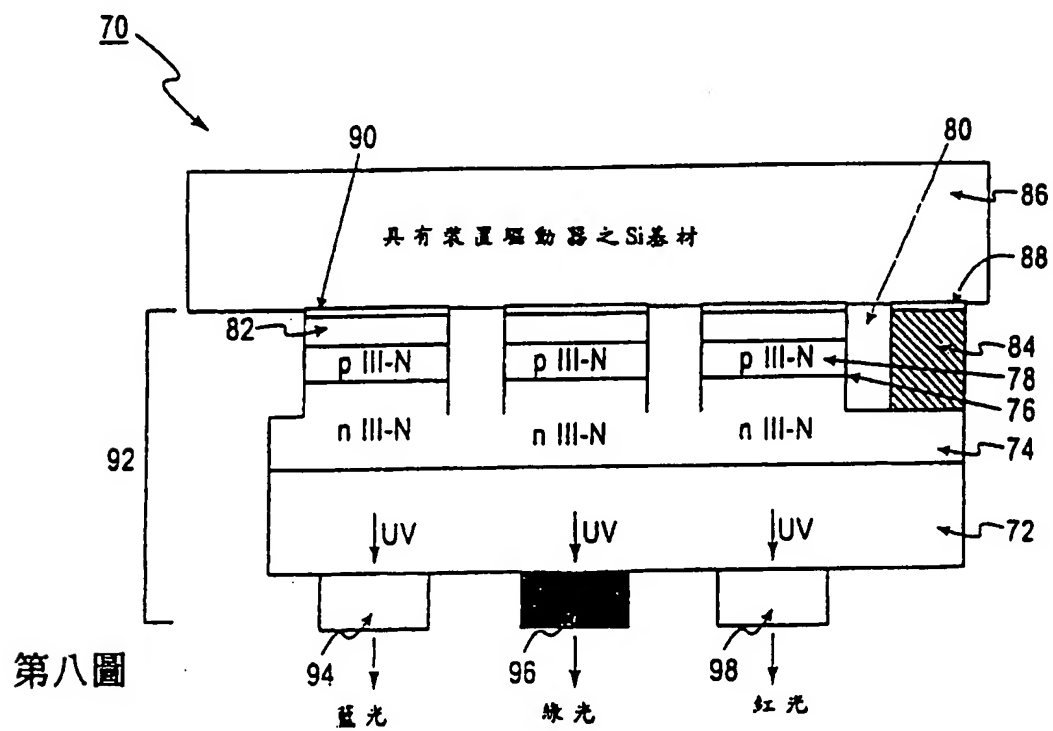 70
90
80
86
具有裝置驅動器之Si基材
88
82
84
p III-N
p III-N
p III-N
78
76
n III-N
n III-N
n III-N
74
92
UV
UV
UV
72
94
96
98
第八圖
藍光
綠光
紅光